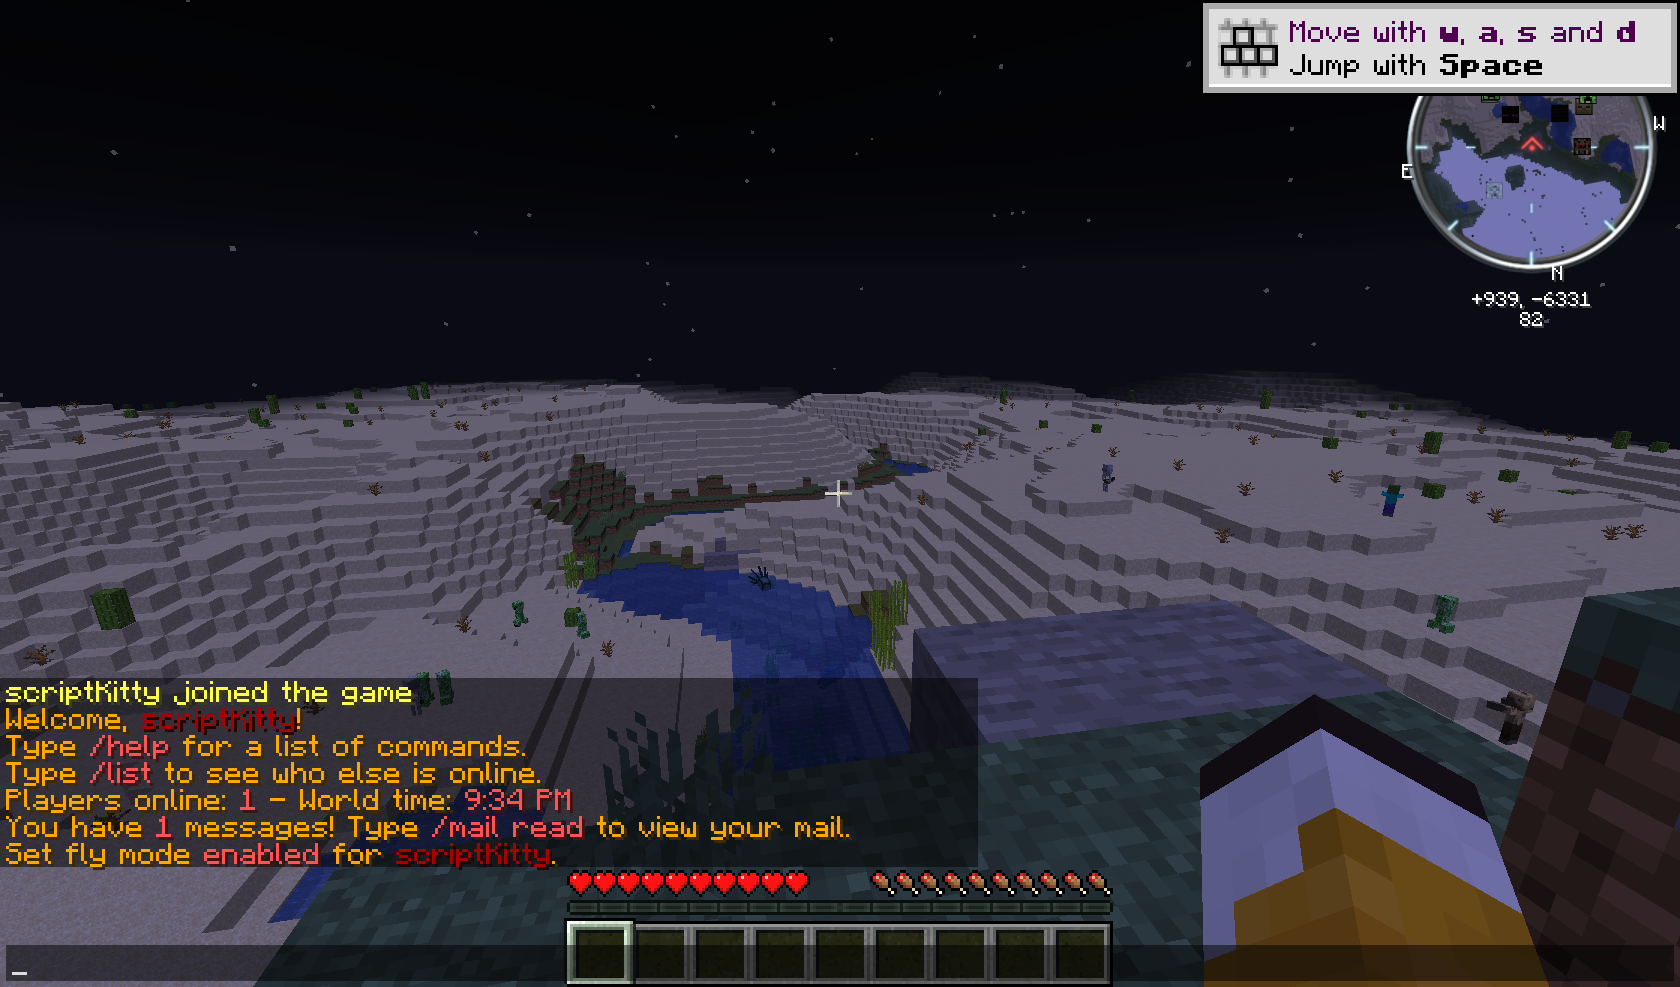 Move with w, a, s and d
Jump with Space
W
E
N
+939, -6331
82
scriptKitty joined the game
Welcome, scriptKitty!
Type /help for a list of commands.
Type /list to see who else is online.
Players online: 1 - World time: 9:34 PM
You have 1 messages! Type /mail read to view your mail.
Set fly mode enabled for scriptKitty.
_